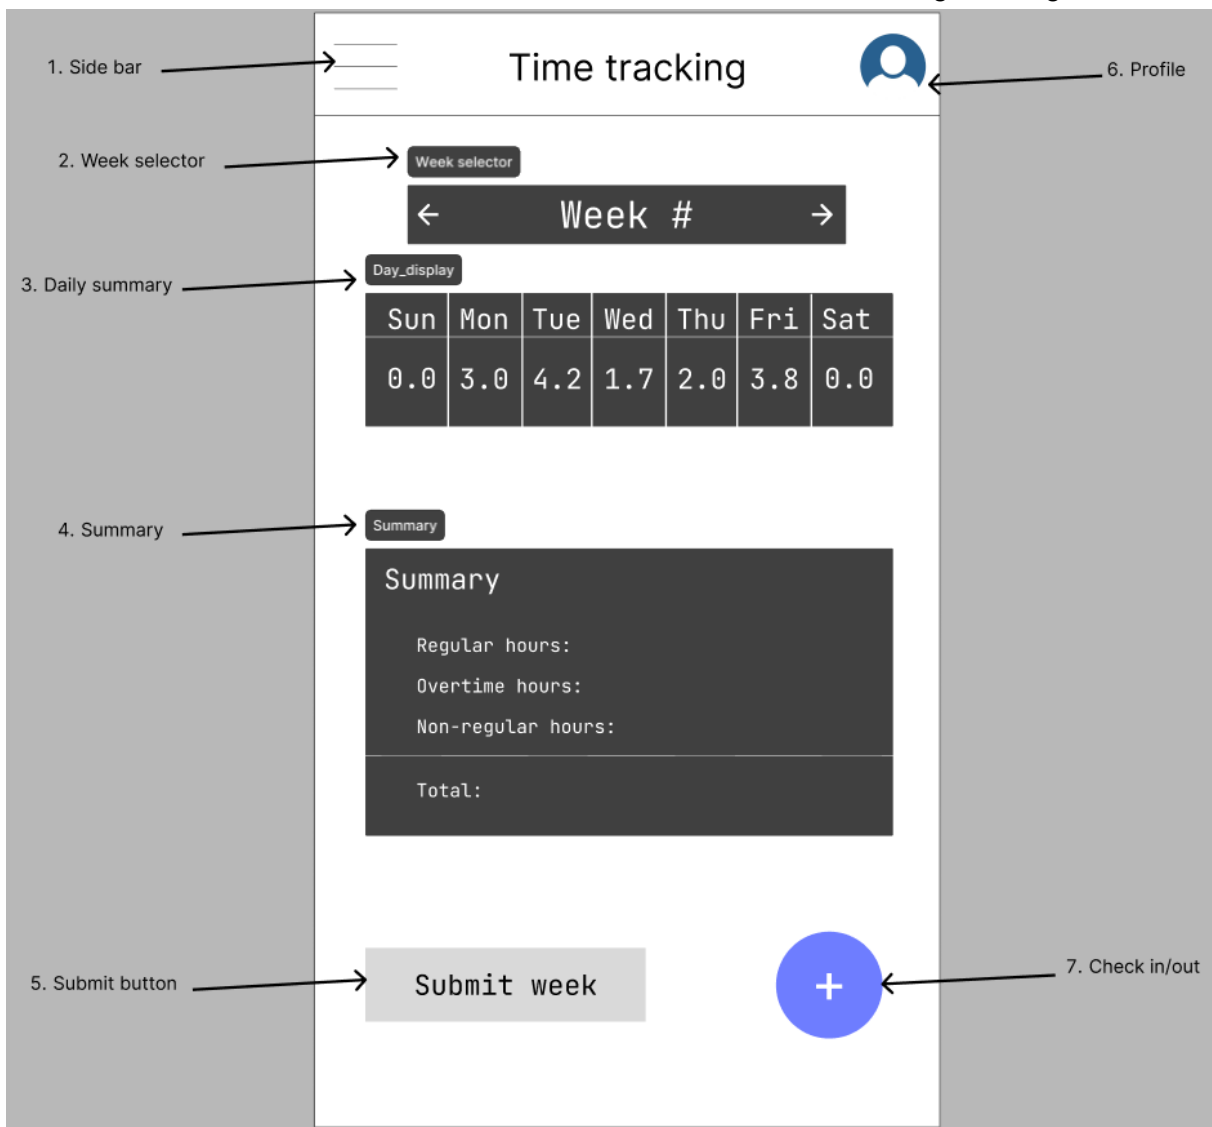 1. Side bar
Time tracking
6. Profile
2. Week selector
Week selector
← Week # →
3. Daily summary
Day_display
Sun Mon Tue Wed Thu Fri Sat
0.0 3.0 4.2 1.7 2.0 3.8 0.0
4. Summary
Summary
Summary
Regular hours:
Overtime hours:
Non-regular hours:
Total:
5. Submit button
Submit week
+
7. Check in/out